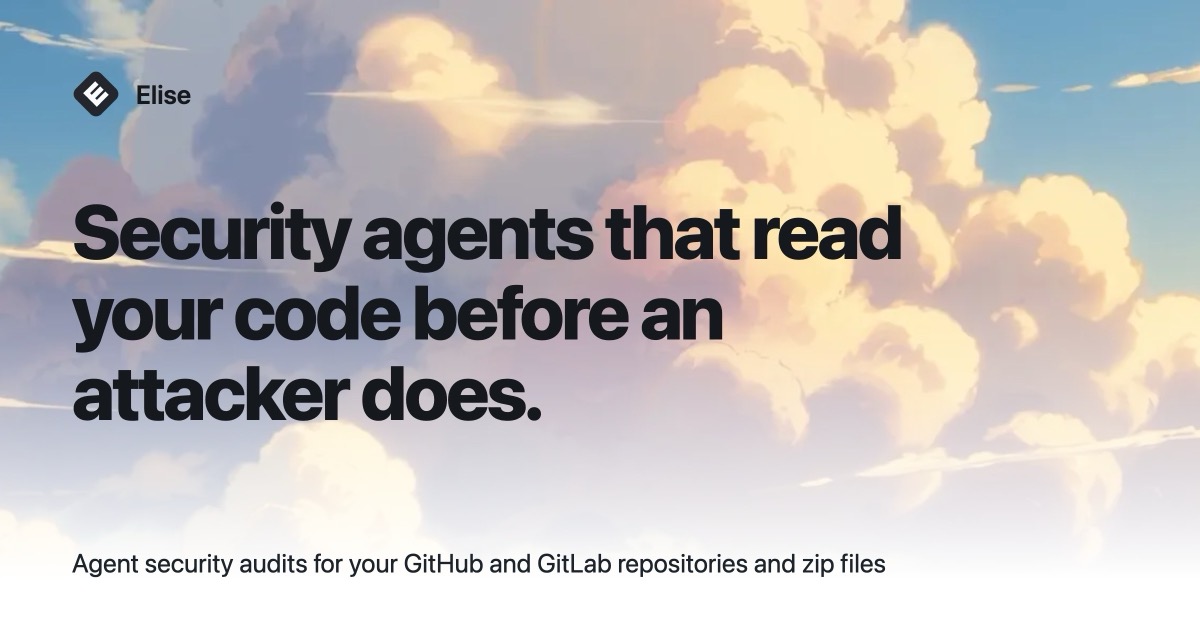 Elise
Security agents that read
your code before an
attacker does.
Agent security audits for your GitHub and GitLab repositories and zip files